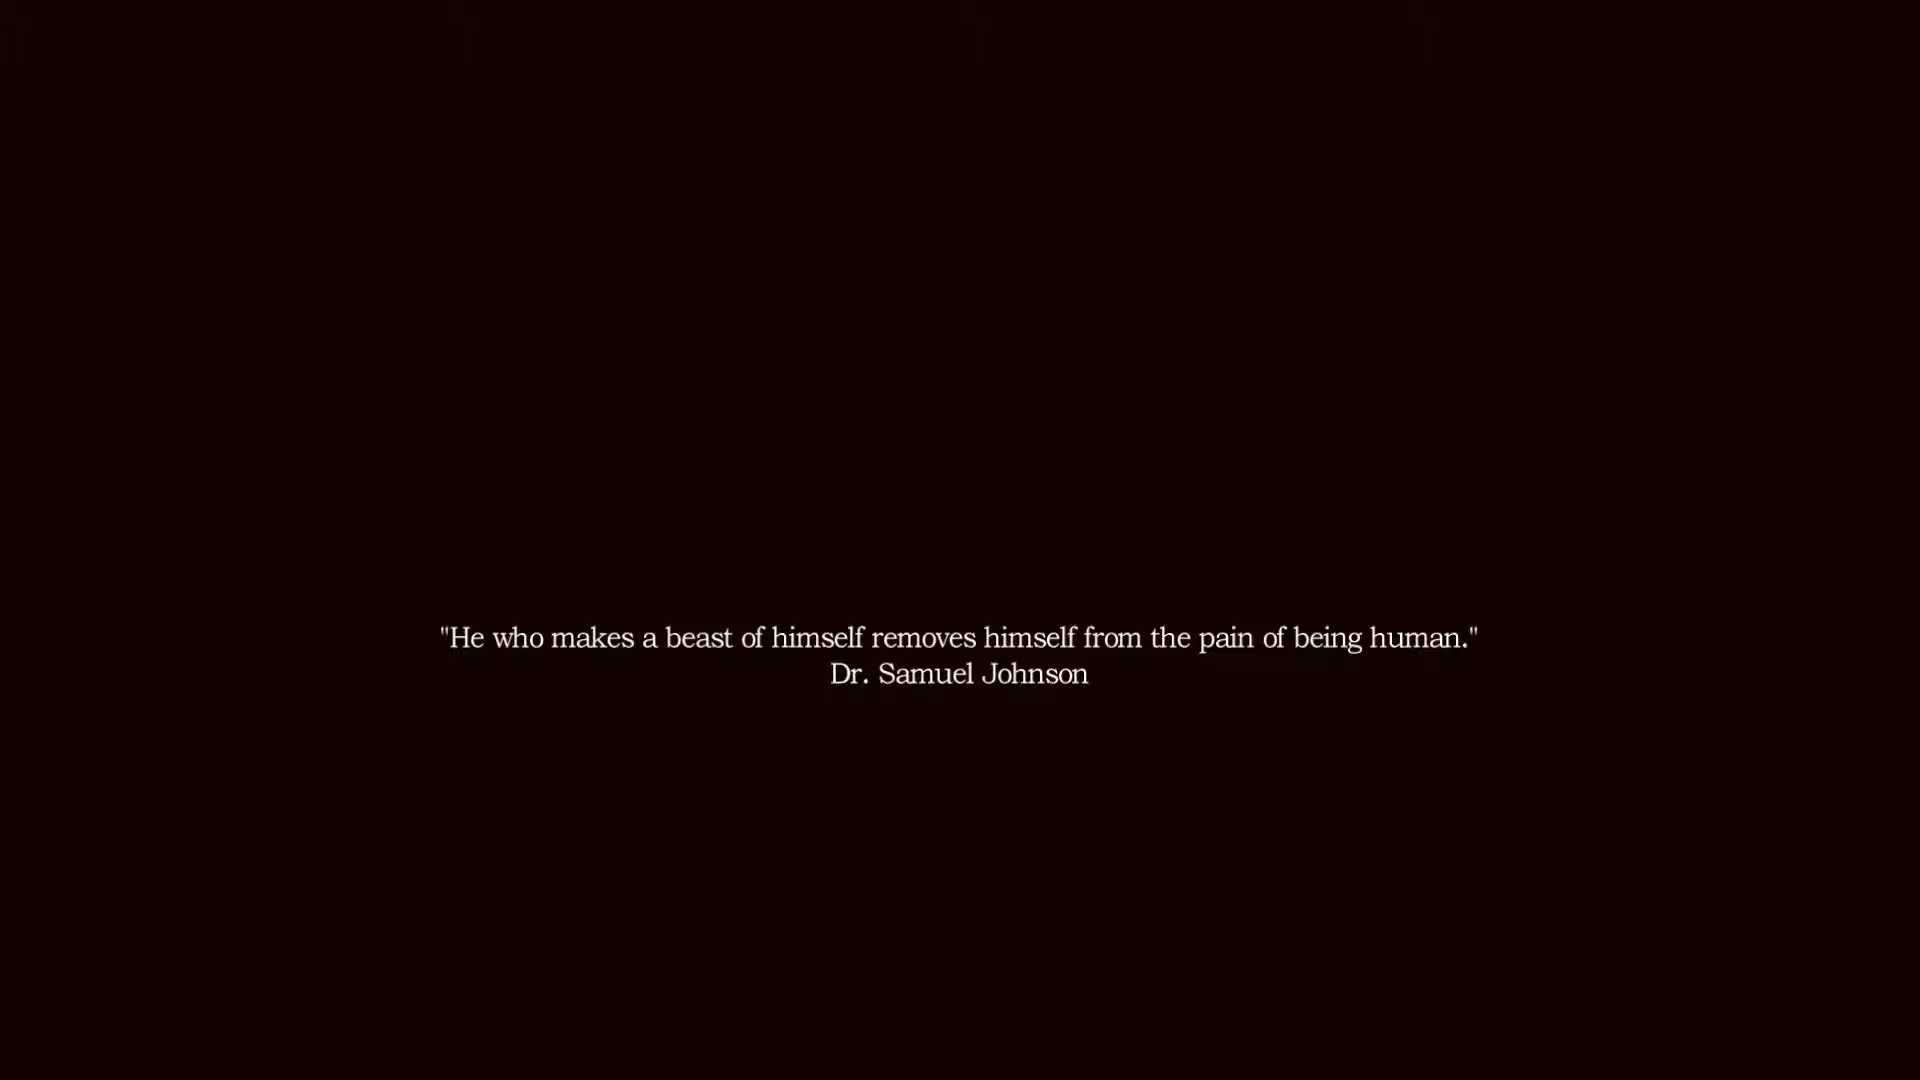 "He who makes a beast of himself removes himself from the pain of being human."
Dr. Samuel Johnson